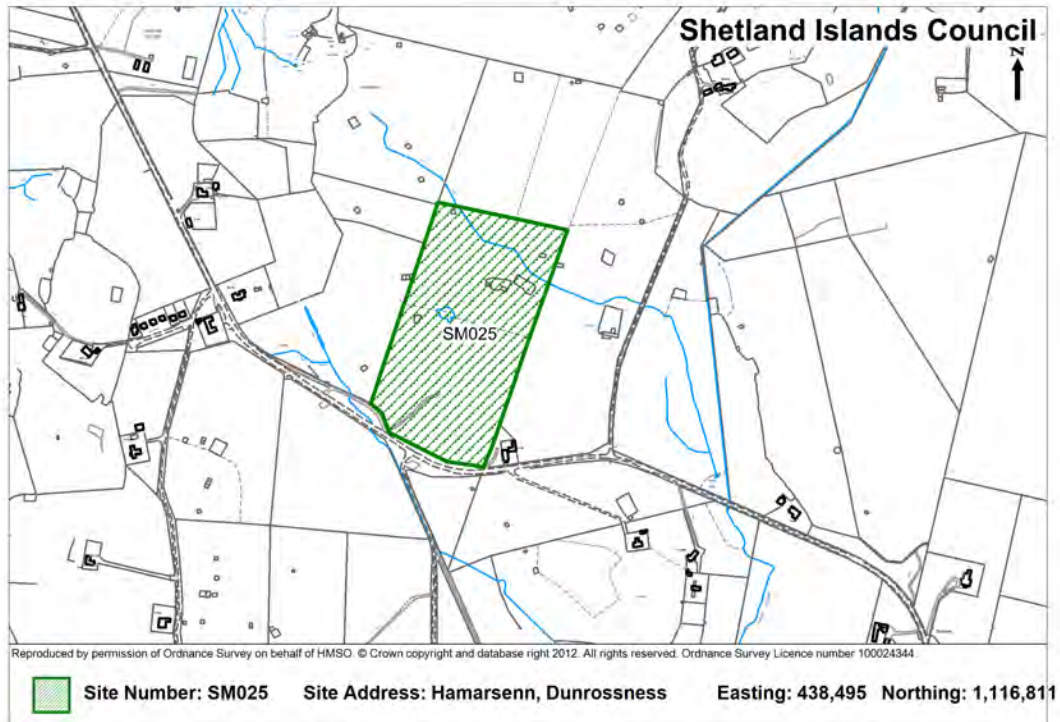 Shetland Islands Council
N
SM025
Reproduced by permission of Ordnance Survey on behalf of HMSO. © Crown copyright and database right 2012. All rights reserved. Ordnance Survey Licence number 100024344.
Site Number: SM025 Site Address: Hamarsenn, Dunrossness Easting: 438,495 Northing: 1,116,811